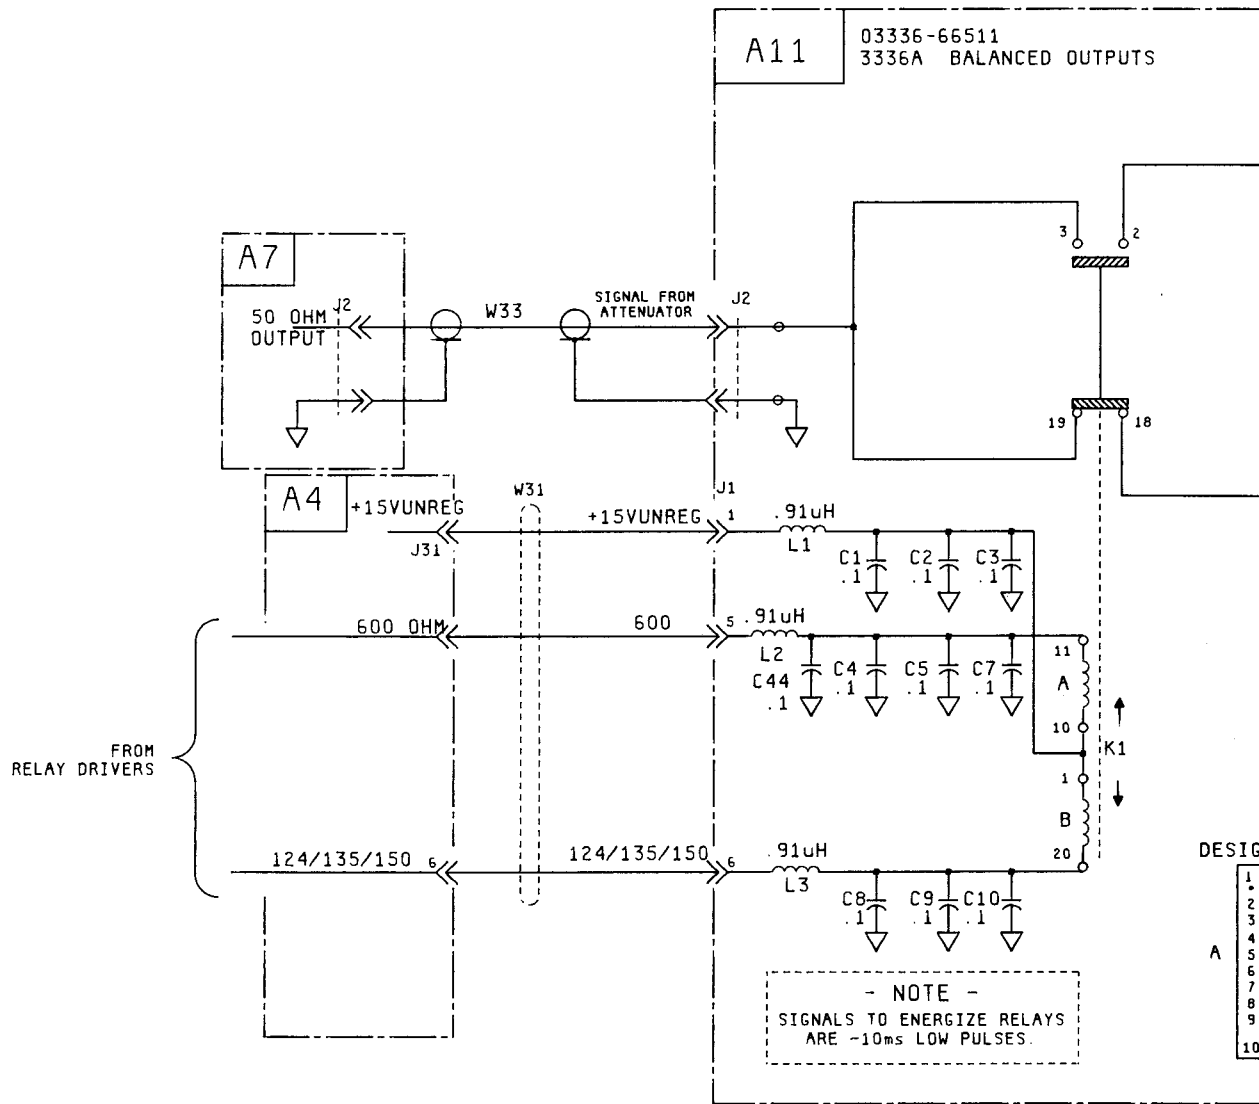 A11
03336-66511
3336A BALANCED OUTPUTS
3 2
A7
50 OHM
OUTPUT
J2
W33
SIGNAL FROM
ATTENUATOR
J2
19 18
A4
+15VUNREG
J31
W31
+15VUNREG
J1
1
.91uH
L1
C1
.1
C2
.1
C3
.1
600 OHM
600
5
.91uH
L2
C44
.1
C4
.1
C5
.1
C7
.1
11
A
10
K1
1
B
20
FROM
RELAY DRIVERS
124/135/150 6
124/135/150 6
.91uH
L3
C8
.1
C9
.1
C10
.1
- NOTE -
SIGNALS TO ENERGIZE RELAYS
ARE ~10ms LOW PULSES.
DESIG
A
1
2
3
4
5
6
7
8
9
10